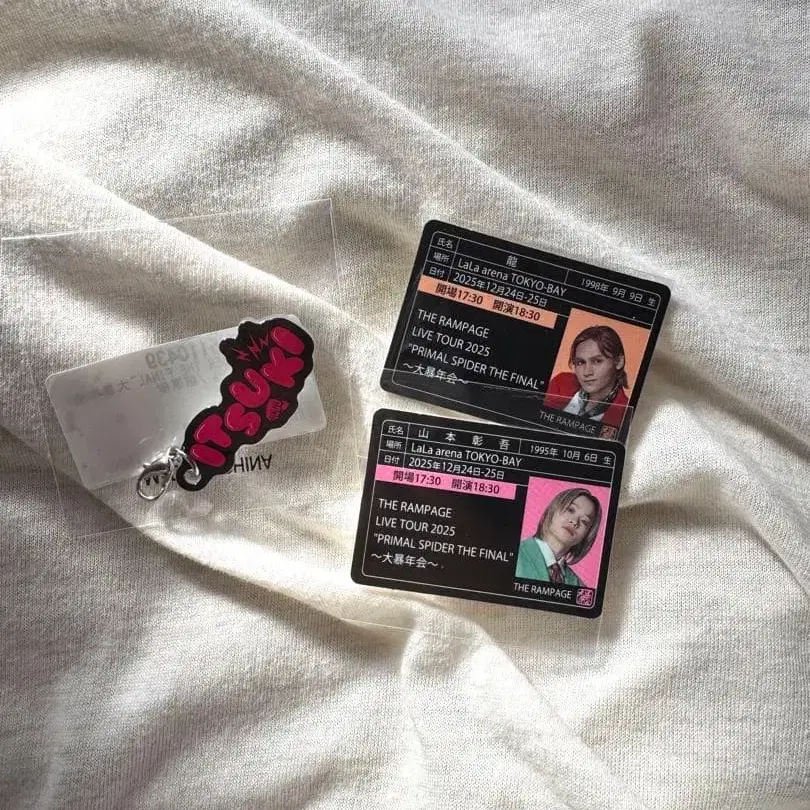 ITSUKI
氏名 龍 1998年 9月 9日 生
場所 LaLa arena TOKYO-BAY
日付 2025年12月24日-25日
開場17:30 開演18:30
THE RAMPAGE
LIVE TOUR 2025
"PRIMAL SPIDER THE FINAL"
～大暴年会～
THE RAMPAGE
氏名 山本彰吾 1995年 10月 6日 生
場所 LaLa arena TOKYO-BAY
日付 2025年12月24日-25日
開場17:30 開演18:30
THE RAMPAGE
LIVE TOUR 2025
"PRIMAL SPIDER THE FINAL"
～大暴年会～
THE RAMPAGE